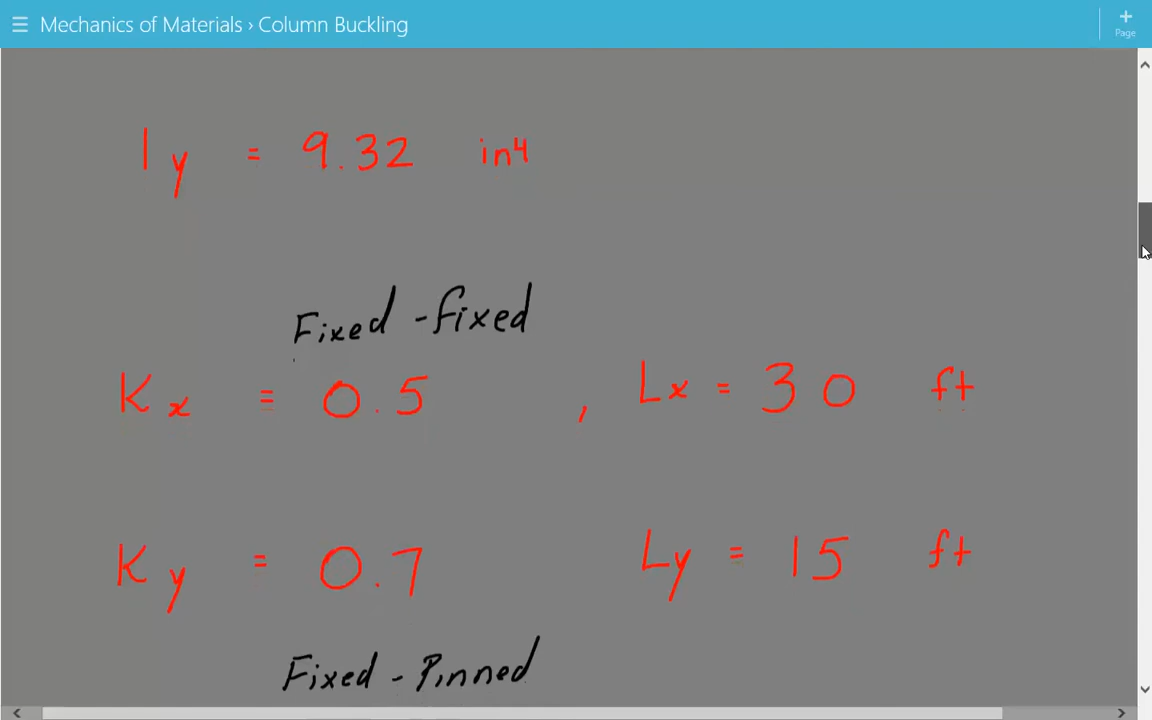 Mechanics of Materials › Column Buckling
Page
Iy = 9.32 in4
Fixed - fixed
Kx = 0.5 , Lx = 30 ft
Ky = 0.7 Ly = 15 ft
Fixed - Pinned